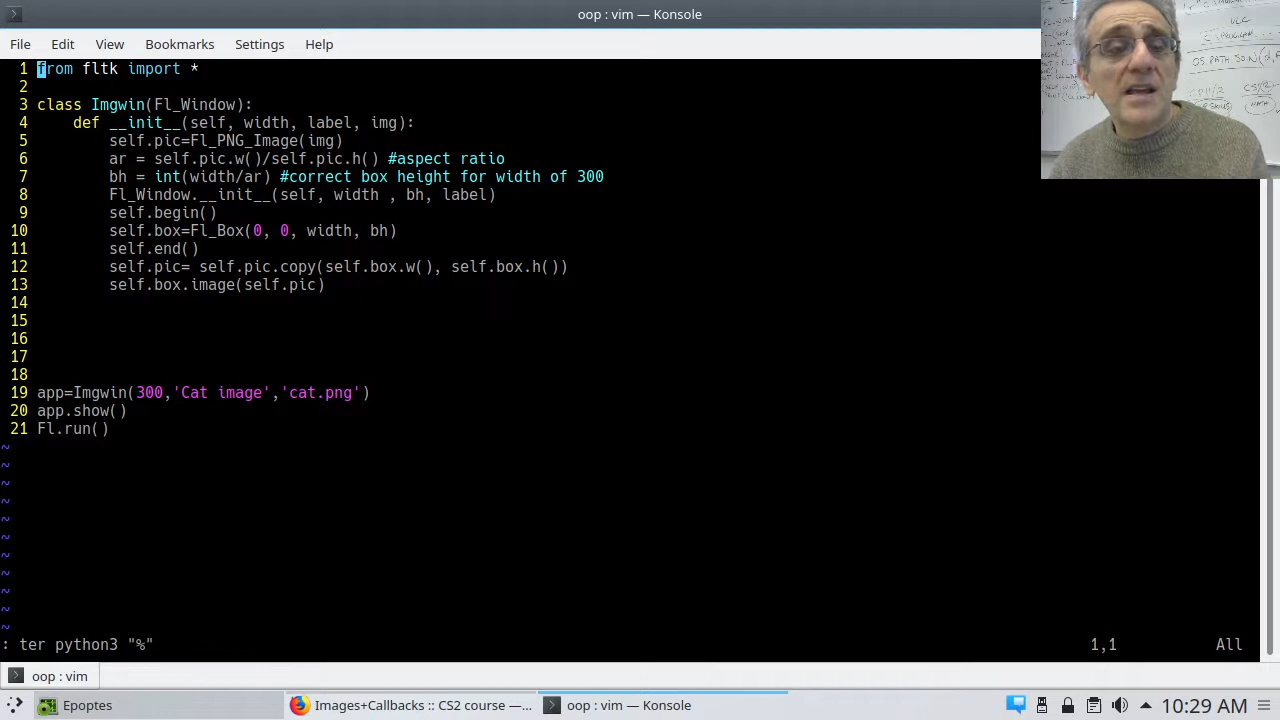 oop : vim — Konsole
File Edit View Bookmarks Settings Help
1 from fltk import *
2
3 class Imgwin(Fl_Window):
4     def __init__(self, width, label, img):
5         self.pic=Fl_PNG_Image(img)
6         ar = self.pic.w()/self.pic.h() #aspect ratio
7         bh = int(width/ar) #correct box height for width of 300
8         Fl_Window.__init__(self, width , bh, label)
9         self.begin()
10         self.box=Fl_Box(0, 0, width, bh)
11         self.end()
12         self.pic= self.pic.copy(self.box.w(), self.box.h())
13         self.box.image(self.pic)
14
15
16
17
18
19 app=Imgwin(300,'Cat image','cat.png')
20 app.show()
21 Fl.run()
~
~
~
~
~
~
~
~
~
~
~
: ter python3 "%" 1,1 All
oop : vim
Epoptes Images+Callbacks :: CS2 course —... oop : vim — Konsole 10:29 AM
VLC
OS.PATH.JOIN(